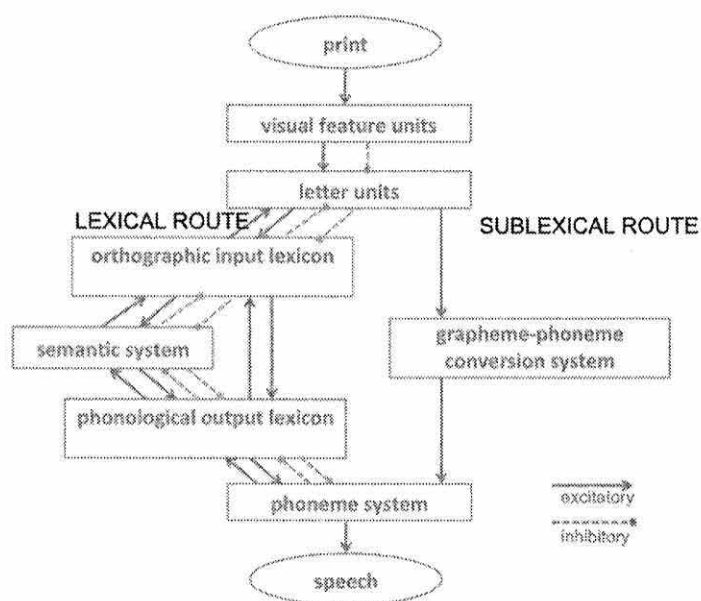 print
visual feature units
letter units
LEXICAL ROUTE
SUBLEXICAL ROUTE
orthographic input lexicon
semantic system
grapheme-phoneme
conversion system
phonological output lexicon
phoneme system
excitatory
inhibitory
speech